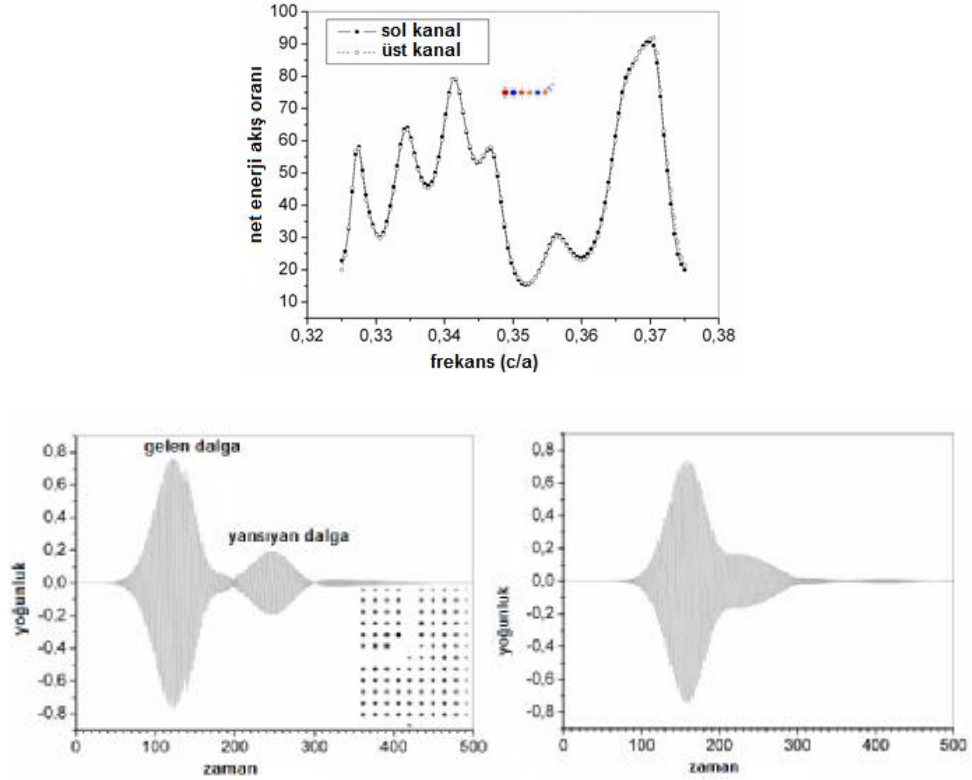 sol kanal
üst kanal
net enerji akış oranı
100
90
80
70
60
50
40
30
20
10
0,32 0,33 0,34 0,35 0,36 0,37 0,38
frekans (c/a)
gelen dalga
yansıyan dalga
yoğunluk
0,8
0,6
0,4
0,2
0,0
-0,2
-0,4
-0,6
-0,8
0 100 200 300 400 500
zaman
yoğunluk
0,8
0,6
0,4
0,2
0,0
-0,2
-0,4
-0,6
-0,8
0 100 200 300 400 500
zaman